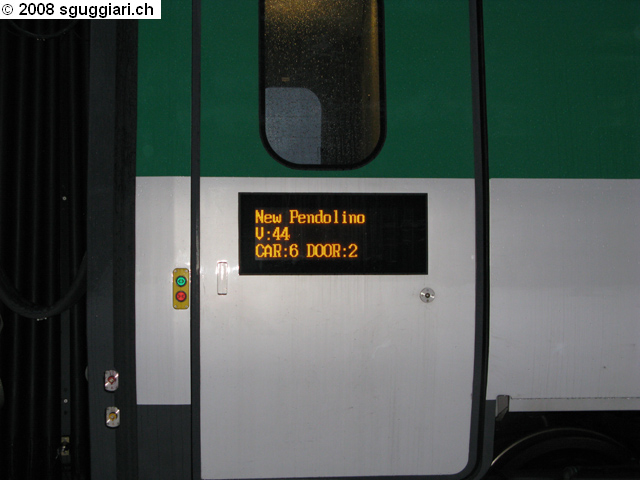 © 2008 sguggiari.ch
New Pendolino
V:44
CAR:6 DOOR:2